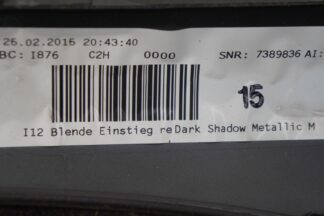 26.02.2015 20:43:40
BC: I876 C2H 0000 SNR: 7389836 AI:
15
I12 Blende Einstieg re Dark Shadow Metallic M